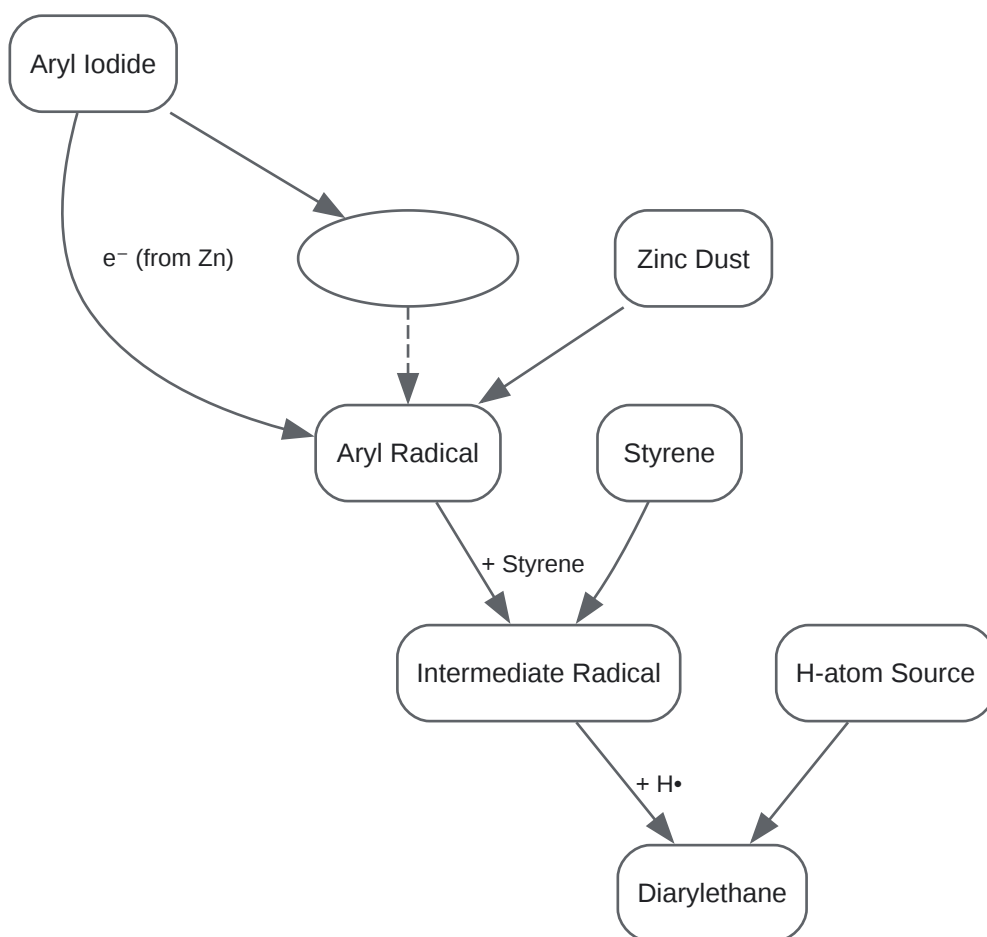 Aryl Iodide
e⁻ (from Zn)
Zinc Dust
Aryl Radical
Styrene
+ Styrene
Intermediate Radical
H-atom Source
+ H•
Diarylethane